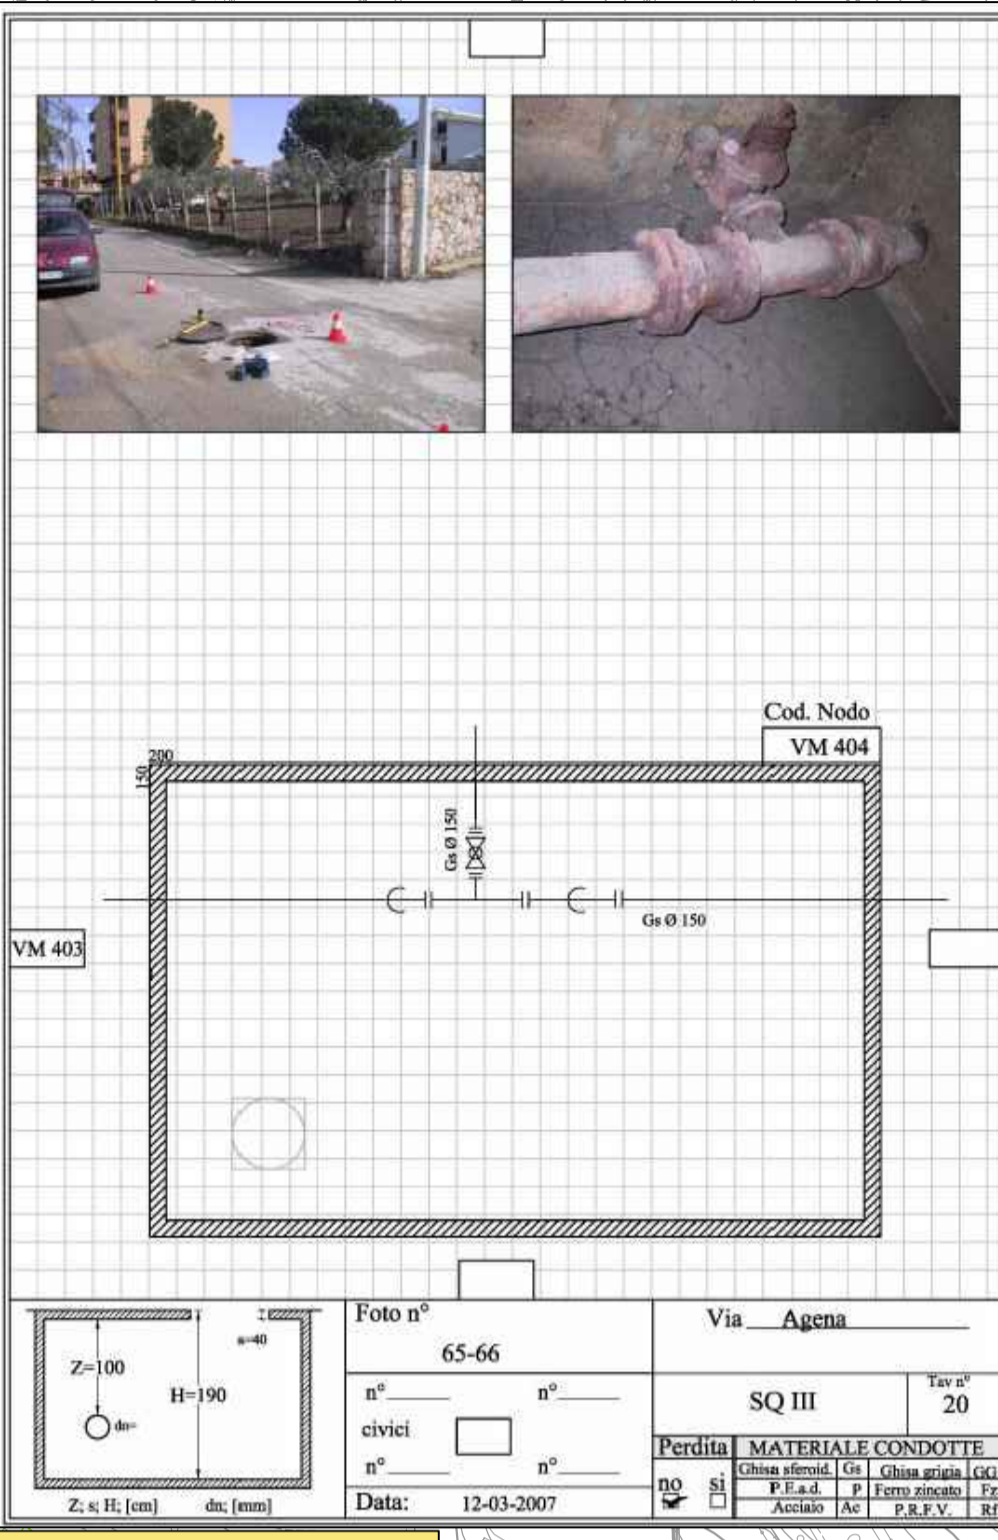 Cod. Nodo
VM 404
200
150
Gs Ø 150
Gs Ø 150
VM 403
Z=100
s=40
H=190
dn=
Z; s; H; [cm] dn; [mm]
Foto n°
65-66
n° n°
civici
n° n°
Data: 12-03-2007
Via Agena
SQ III
Tav n°
20
Perdita
no si
MATERIALE CONDOTTE
Ghisa sferoid. Gs Ghisa grigia GG
P.E.a.d. P Ferro zincato Fz
Acciaio Ac P.R.F.V. Rf